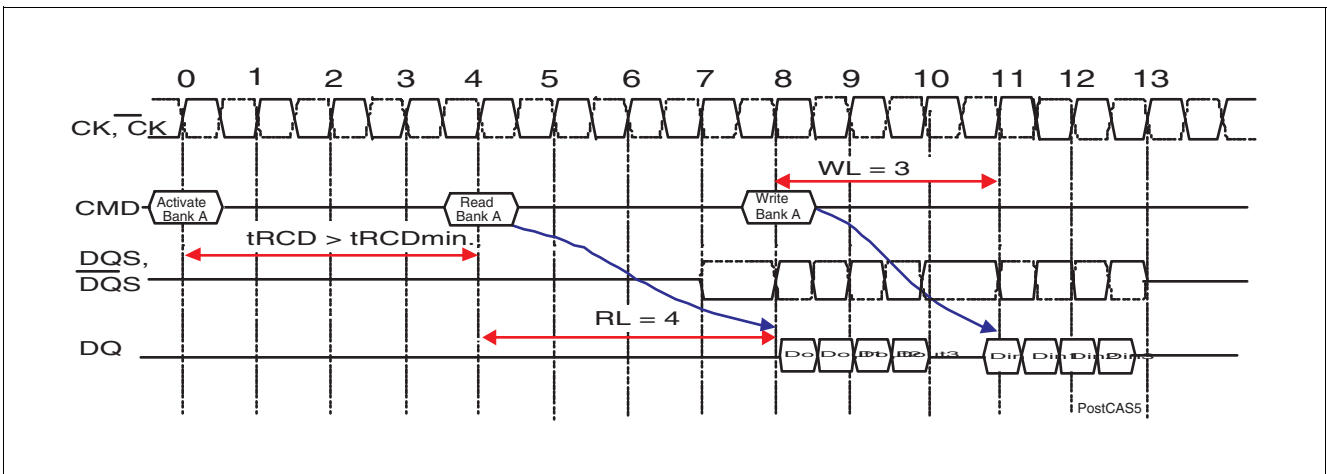 0 1 2 3 4 5 6 7 8 9 10 11 12 13
CK, CK
WL = 3
CMD
Activate
Bank A
Read
Bank A
Write
Bank A
tRCD > tRCDmin.
DQS,
DQS
RL = 4
DQ
PostCAS5